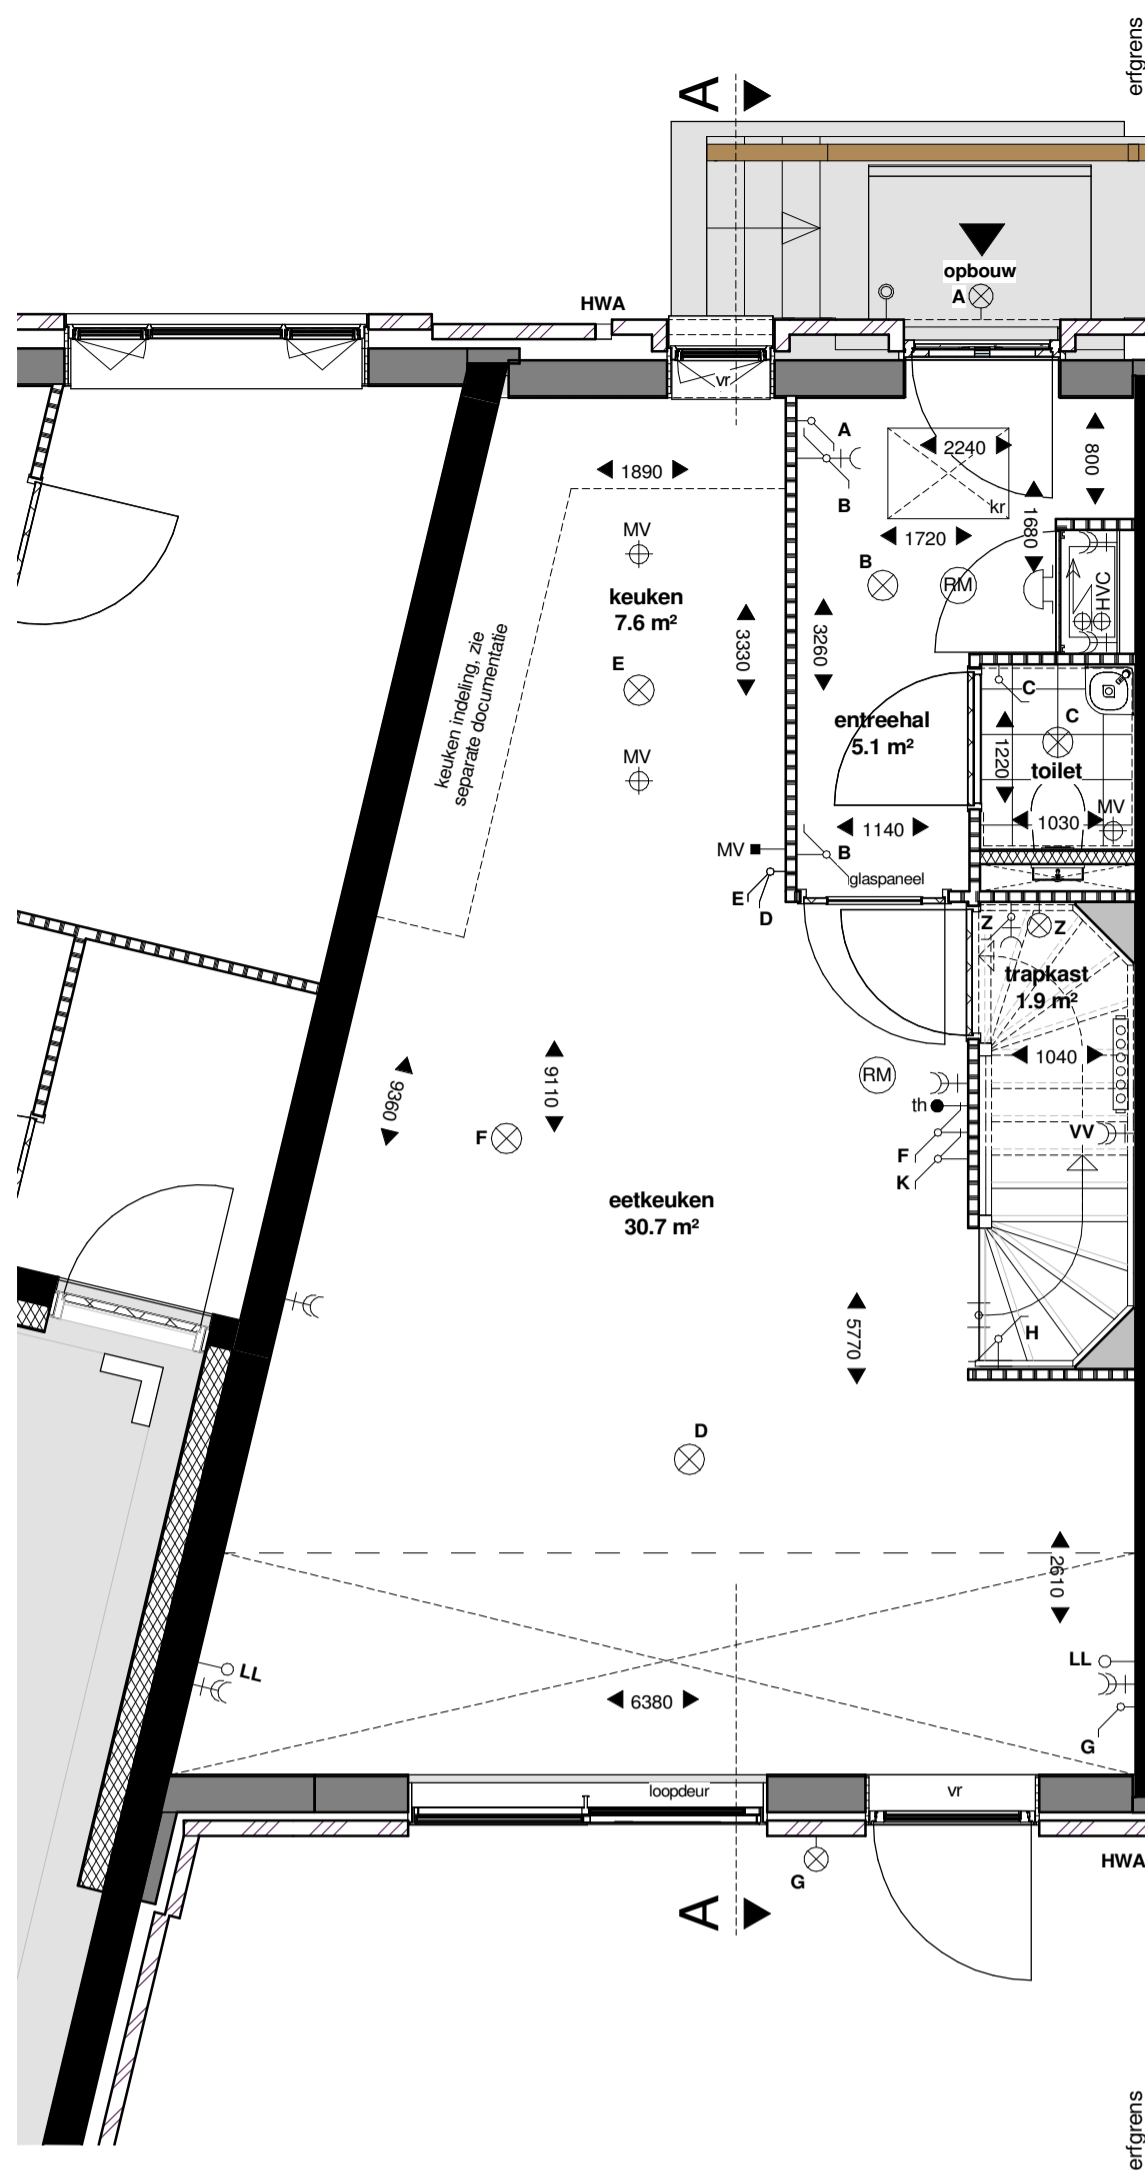 erfgrens
A
opbouw
A
HWA
vr
A
B
2240
800
kr
1890
1720
1680
MV
B
RM
HVC
keuken
7.6 m²
3330
3260
keuken indeling, zie
separate documentatie
E
C
C
entreehal
5.1 m²
1220
toilet
MV
MV
1140
1030
MV
B
E
D
glaspaneel
Z
Z
trapkast
1.9 m²
9360
9110
RM
1040
th
F
F
VV
K
eetkeuken
30.7 m²
5770
H
D
2610
LL
LL
6380
G
loopdeur
vr
G
HWA
A
erfgrens